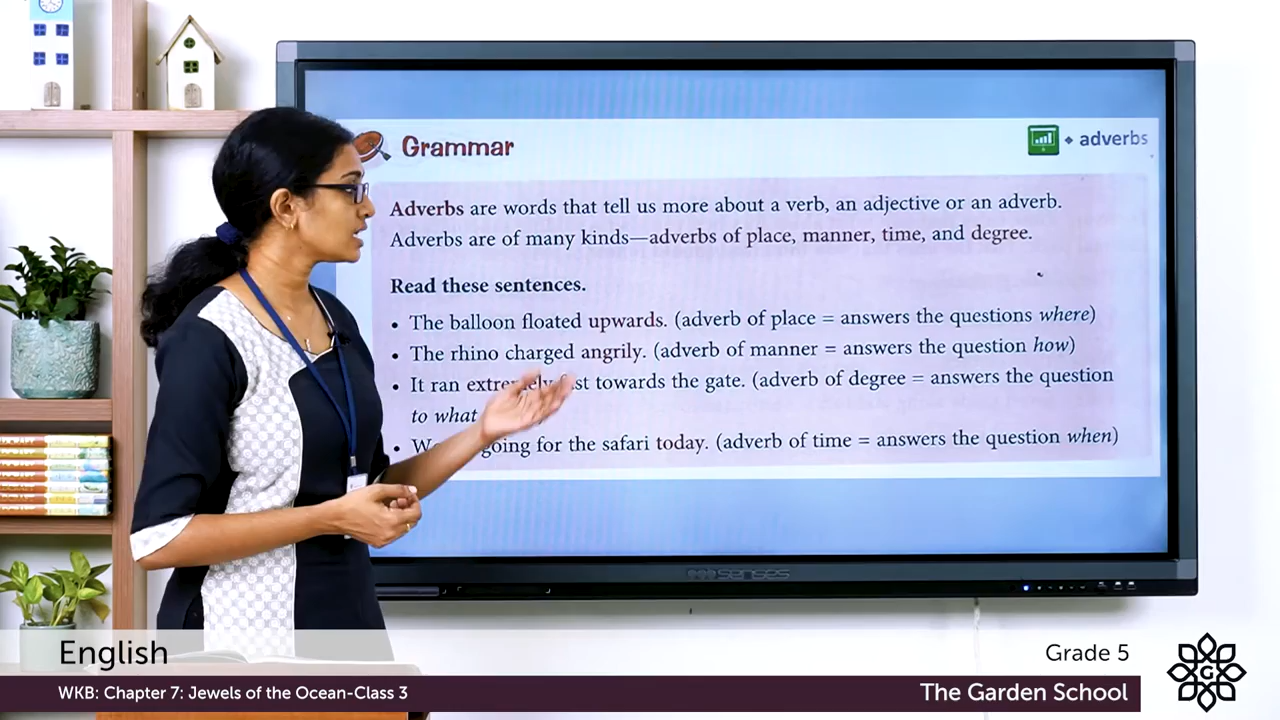 Grammar
adverbs
Adverbs are words that tell us more about a verb, an adjective or an adverb.
Adverbs are of many kinds—adverbs of place, manner, time, and degree.
Read these sentences.
• The balloon floated upwards. (adverb of place = answers the questions where)
• The rhino charged angrily. (adverb of manner = answers the question how)
• It ran extremely fast towards the gate. (adverb of degree = answers the question
to what
• going for the safari today. (adverb of time = answers the question when)
senses
English
Grade 5
WKB: Chapter 7: Jewels of the Ocean-Class 3
The Garden School
G